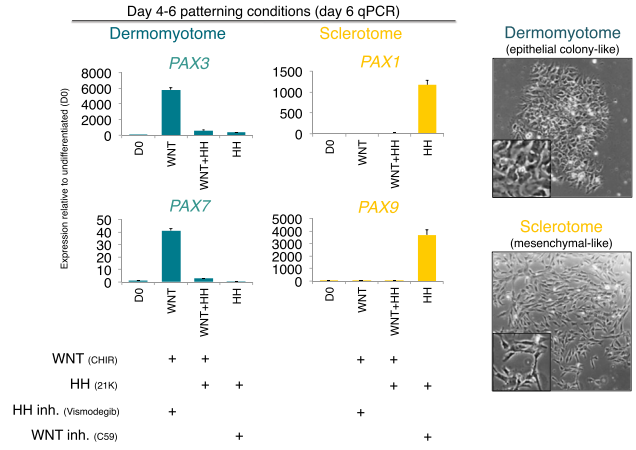 Day 4-6 patterning conditions (day 6 qPCR)
Dermomyotome
Sclerotome
Expression relative to undifferentiated (D0)
PAX3
8000
6000
4000
2000
0
D0
WNT
WNT+HH
HH
PAX1
1500
1000
500
0
D0
WNT
WNT+HH
HH
PAX7
50
40
30
20
10
0
D0
WNT
WNT+HH
HH
PAX9
5000
4000
3000
2000
1000
0
D0
WNT
WNT+HH
HH
WNT (CHIR) + + + +
HH (21K) + + + +
HH inh. (Vismodegib) + +
WNT inh. (C59) + +
Dermomyotome
(epithelial colony-like)
Sclerotome
(mesenchymal-like)